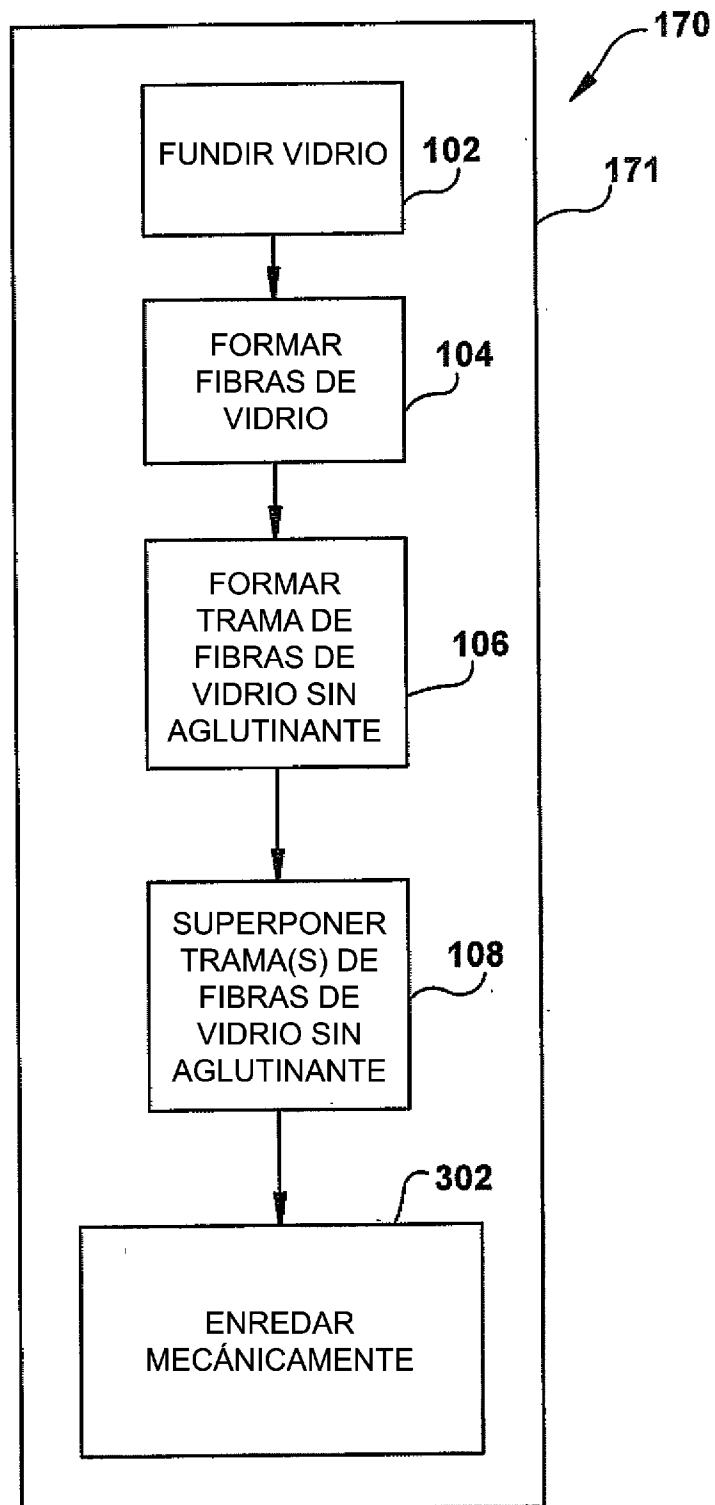 170
171
FUNDIR VIDRIO
102
FORMAR
FIBRAS DE
VIDRIO
104
FORMAR
TRAMA DE
FIBRAS DE
VIDRIO SIN
AGLUTINANTE
106
SUPERPONER
TRAMA(S) DE
FIBRAS DE
VIDRIO SIN
AGLUTINANTE
108
302
ENREDAR
MECÁNICAMENTE